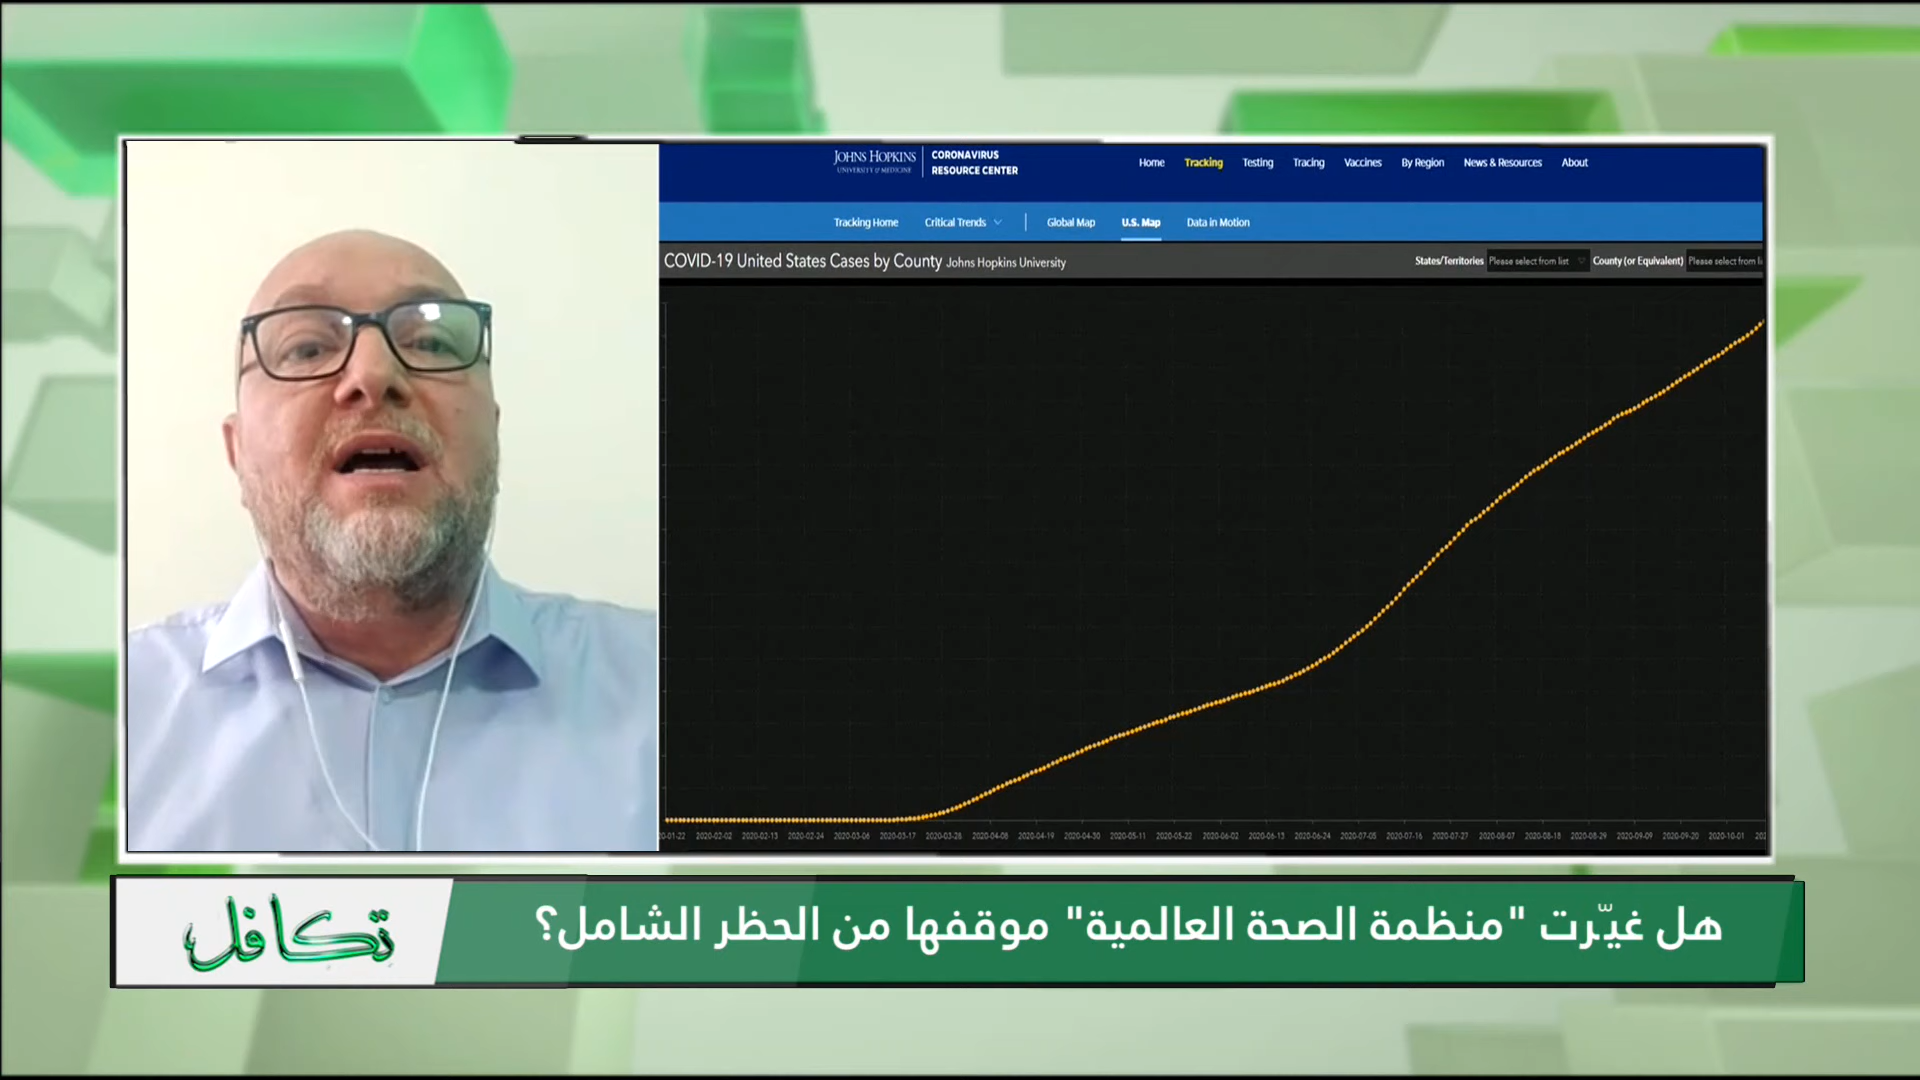 JOHNS HOPKINS
UNIVERSITY & MEDICINE
CORONAVIRUS
RESOURCE CENTER
Home Tracking Testing Tracing Vaccines By Region News & Resources About
Tracking Home Critical Trends Global Map U.S. Map Data in Motion
COVID-19 United States Cases by County Johns Hopkins University
States/Territories Please select from list County (or Equivalent) Please select from li
2020-02-02 2020-02-13 2020-02-24 2020-03-06 2020-03-17 2020-03-28 2020-04-08 2020-04-19 2020-04-30 2020-05-11 2020-05-22 2020-06-02 2020-06-13 2020-06-24 2020-07-05 2020-07-16 2020-07-27 2020-08-07 2020-08-18 2020-08-29 2020-09-09 2020-09-20 2020-10-01
هل غيّرت "منظمة الصحة العالمية" موقفها من الحظر الشامل؟
تكافل